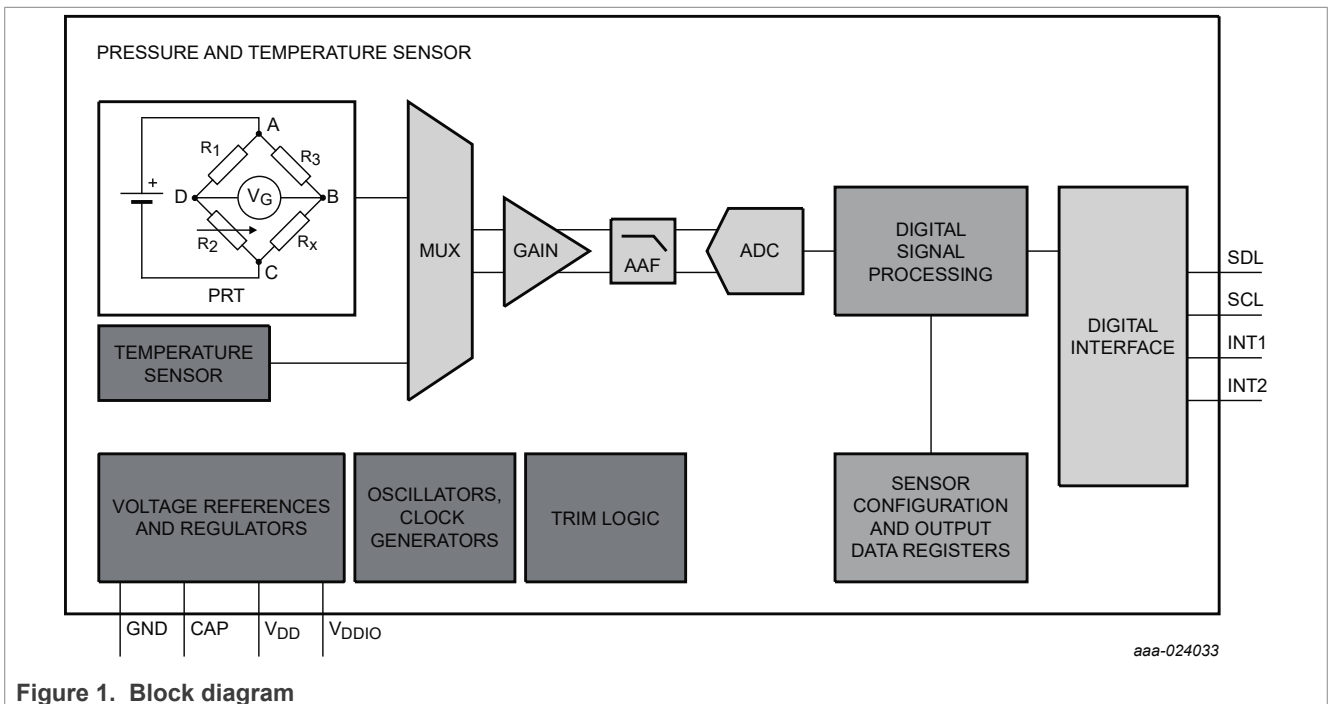 PRESSURE AND TEMPERATURE SENSOR
A
R1
R3
+
D
VG
B
R2
Rx
C
PRT
MUX
GAIN
AAF
ADC
DIGITAL
SIGNAL
PROCESSING
DIGITAL
INTERFACE
SDL
SCL
INT1
INT2
TEMPERATURE
SENSOR
VOLTAGE REFERENCES
AND REGULATORS
OSCILLATORS,
CLOCK
GENERATORS
TRIM LOGIC
SENSOR
CONFIGURATION
AND OUTPUT
DATA REGISTERS
GND
CAP
VDD
VDDIO
aaa-024033
Figure 1. Block diagram